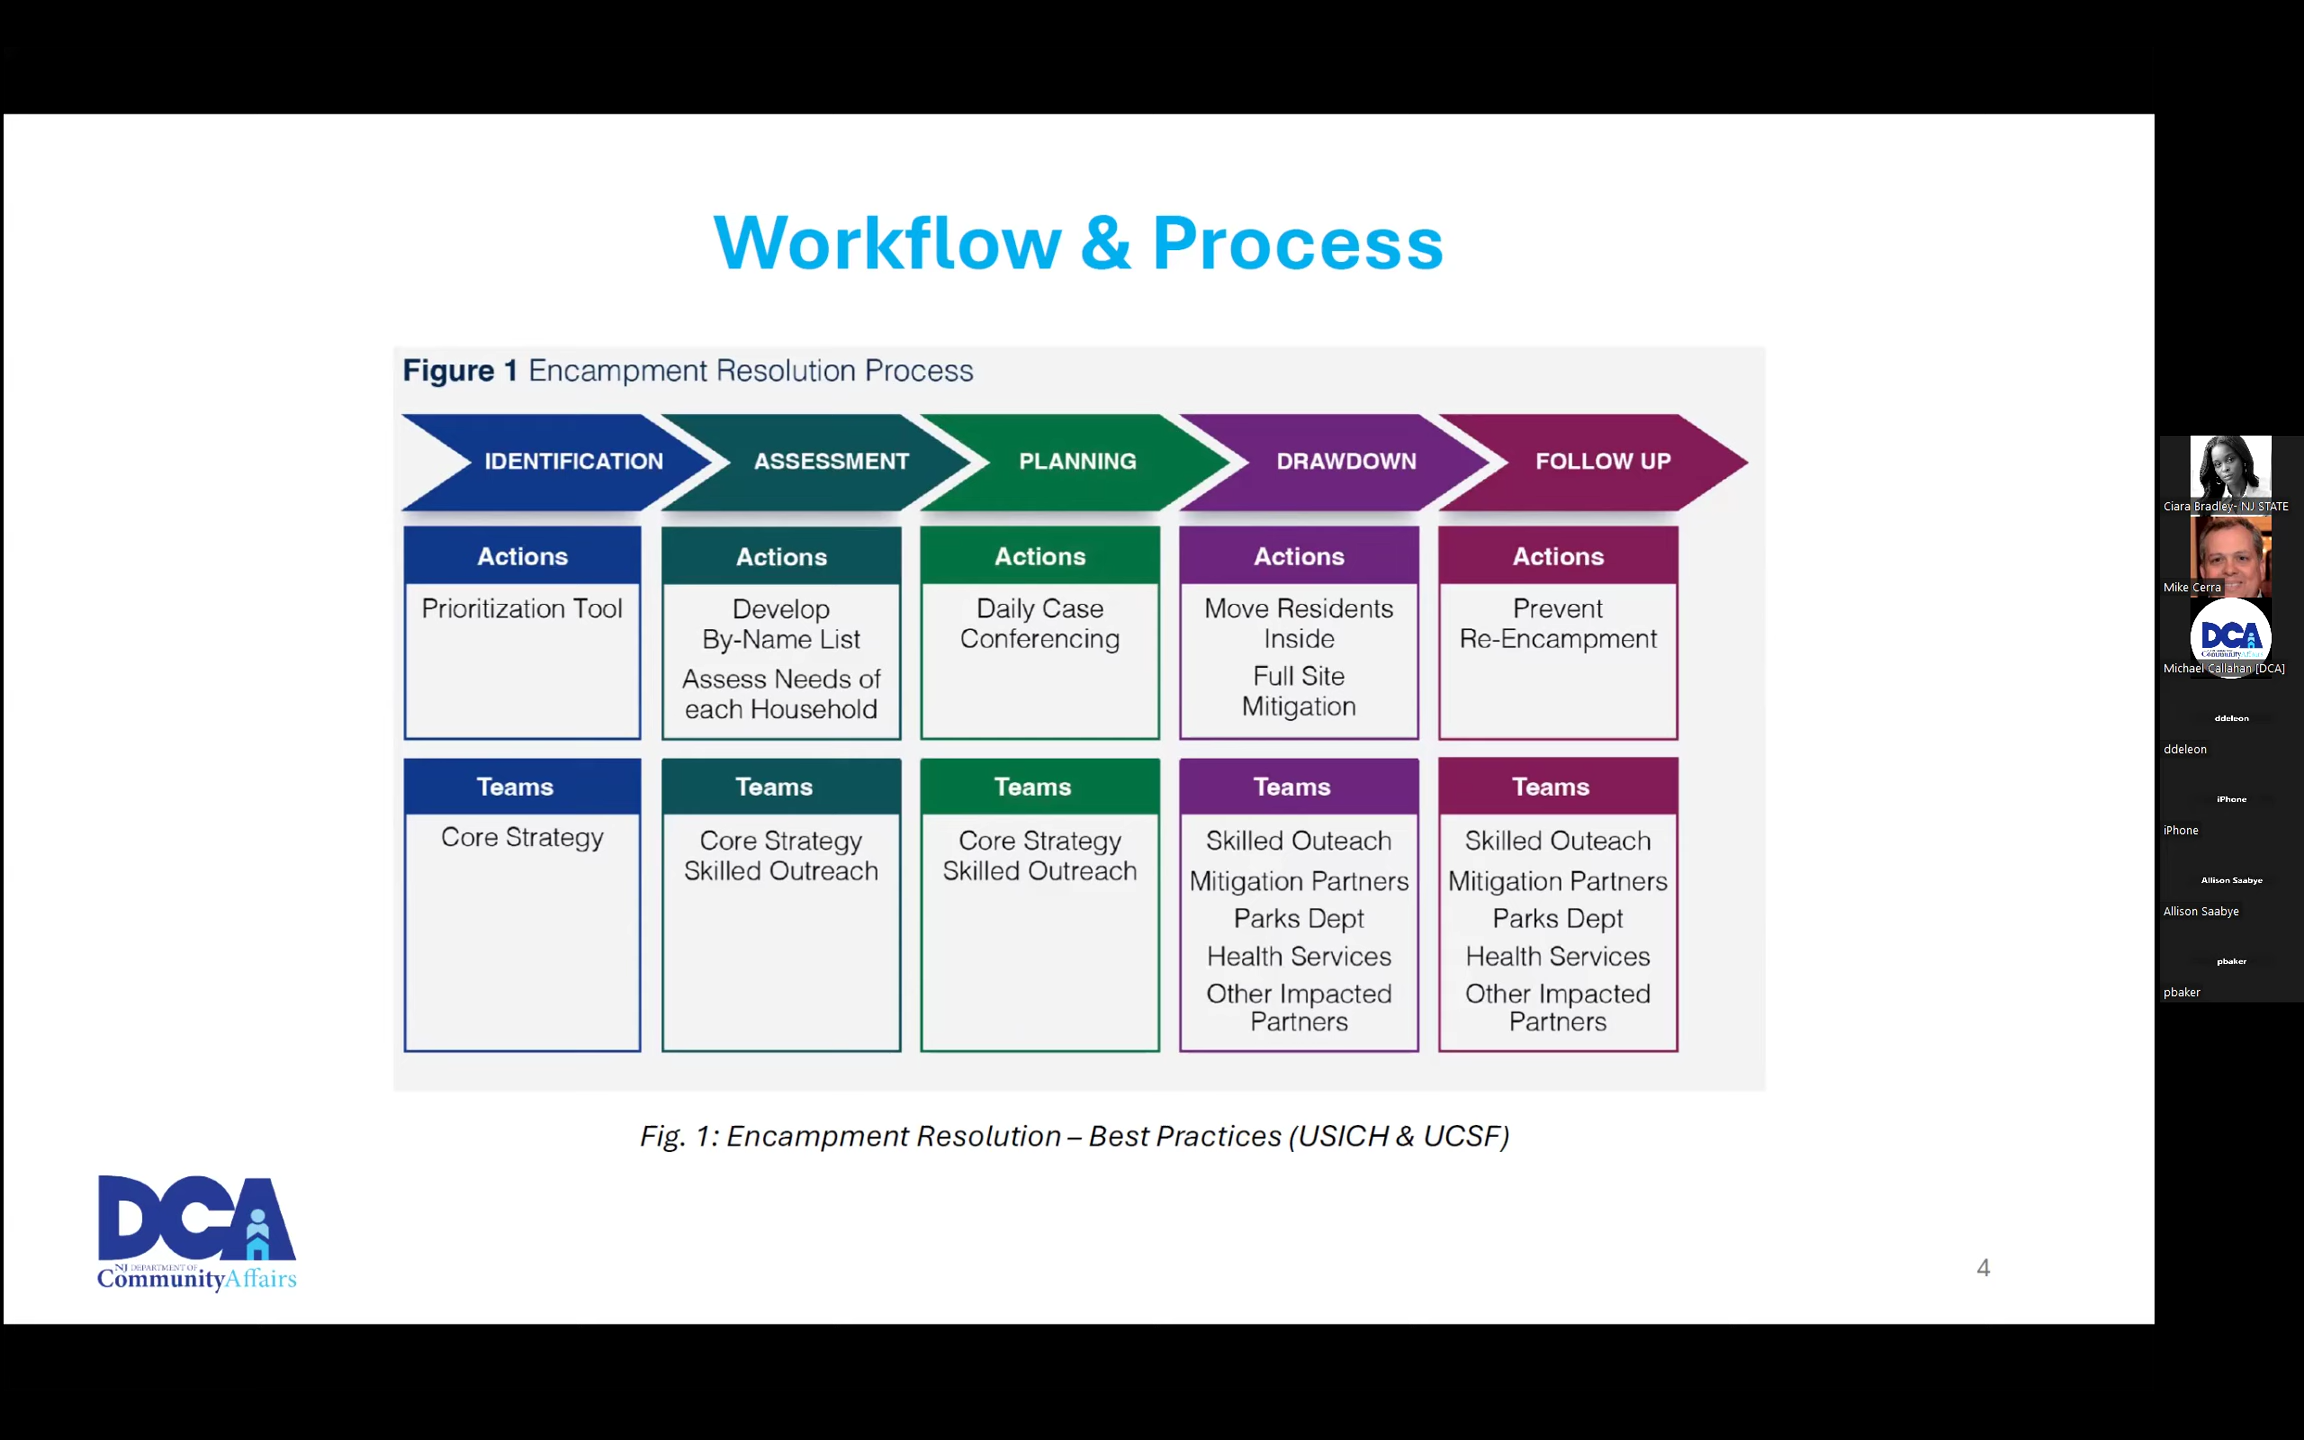 Workflow & Process
Figure 1 Encampment Resolution Process
IDENTIFICATION
ASSESSMENT
PLANNING
DRAWDOWN
FOLLOW UP
Actions
Prioritization Tool
Actions
Develop
By-Name List
Assess Needs of
each Household
Actions
Daily Case
Conferencing
Actions
Move Residents
Inside
Full Site
Mitigation
Actions
Prevent
Re-Encampment
Teams
Core Strategy
Teams
Core Strategy
Skilled Outreach
Teams
Core Strategy
Skilled Outreach
Teams
Skilled Outeach
Mitigation Partners
Parks Dept
Health Services
Other Impacted
Partners
Teams
Skilled Outeach
Mitigation Partners
Parks Dept
Health Services
Other Impacted
Partners
Fig. 1: Encampment Resolution – Best Practices (USICH & UCSF)
DCA
NJ DEPARTMENT OF
CommunityAffairs
4
Ciara Bradley- NJ STATE
Mike Cerra
DCA
Michael Callahan [DCA]
ddeleon
ddeleon
iPhone
iPhone
Allison Saabye
Allison Saabye
pbaker
pbaker